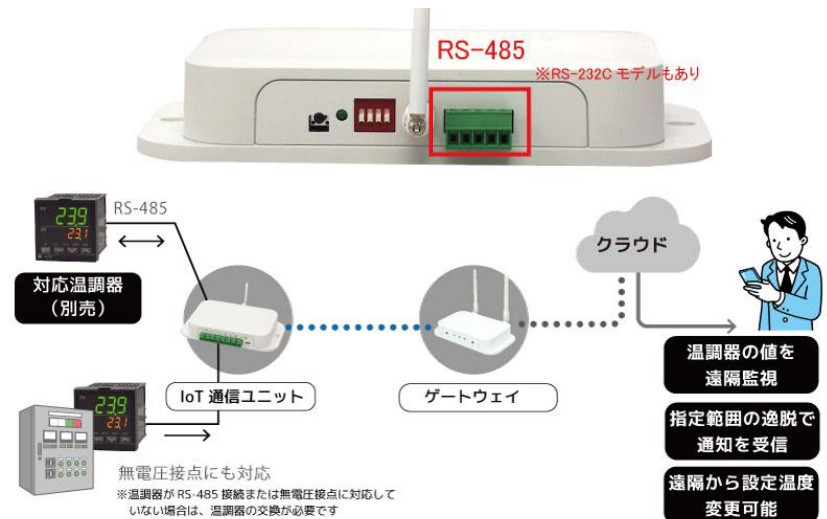 RS-485
※RS-232C モデルもあり
RS-485
クラウド
対応温調器
（別売）
IoT 通信ユニット
ゲートウェイ
温調器の値を
遠隔監視
指定範囲の逸脱で
通知を受信
遠隔から設定温度
変更可能
無電圧接点にも対応
※温調器が RS-485 接続または無電圧接点に対応して
いない場合は、温調器の交換が必要です
23.9
23.1
23.9
23.1